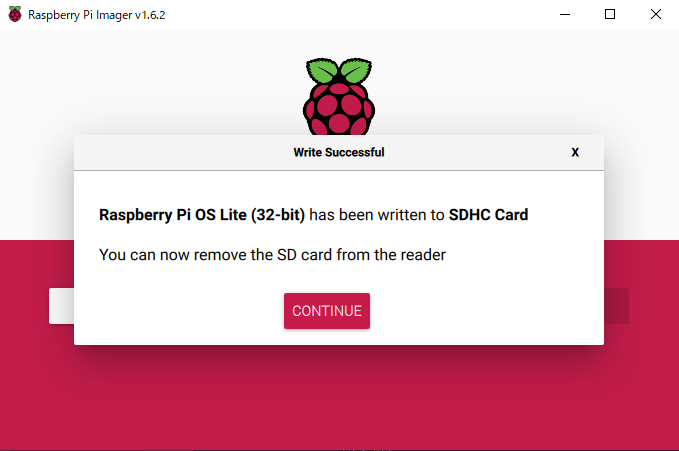 Raspberry Pi Imager v1.6.2
Write Successful
X
Raspberry Pi OS Lite (32-bit) has been written to SDHC Card
You can now remove the SD card from the reader
CONTINUE